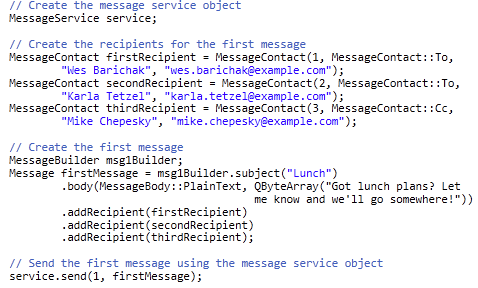 // Create the message service object
MessageService service;

// Create the recipients for the first message
MessageContact firstRecipient = MessageContact(1, MessageContact::To,
        "Wes Barichak", "wes.barichak@example.com");
MessageContact secondRecipient = MessageContact(2, MessageContact::To,
        "Karla Tetzel", "karla.tetzel@example.com");
MessageContact thirdRecipient = MessageContact(3, MessageContact::Cc,
        "Mike Chepesky", "mike.chepesky@example.com");

// Create the first message
MessageBuilder msg1Builder;
Message firstMessage = msg1Builder.subject("Lunch")
        .body(MessageBody::PlainText, QByteArray("Got lunch plans? Let
                                      me know and we'll go somewhere!"))
        .addRecipient(firstRecipient)
        .addRecipient(secondRecipient)
        .addRecipient(thirdRecipient);

// Send the first message using the message service object
service.send(1, firstMessage);